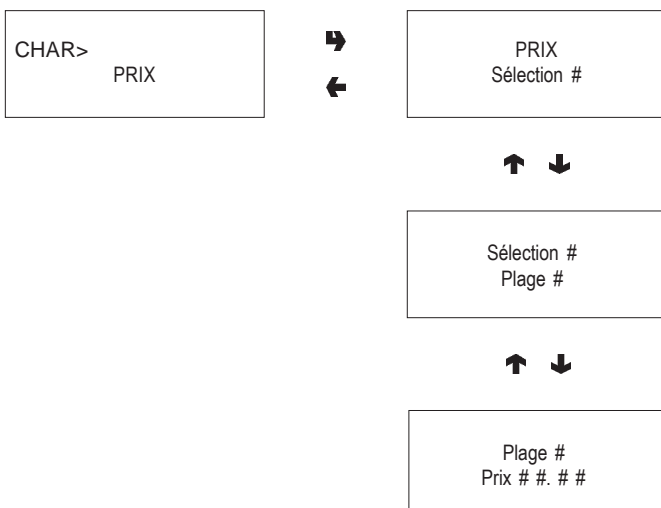 CHAR>
PRIX
PRIX
Sélection #
Sélection #
Plage #
Plage #
Prix # #. # #